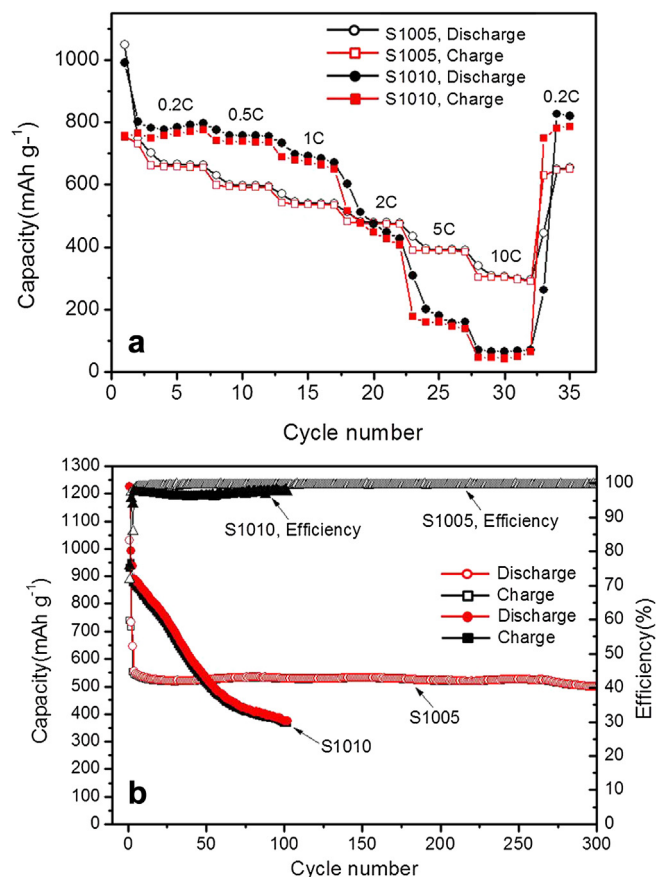 a
S1005, Discharge
S1005, Charge
S1010, Discharge
S1010, Charge
0.2C
0.5C
1C
2C
5C
10C
0.2C
Capacity(mAh g-1)
1000
800
600
400
200
0
0 5 10 15 20 25 30 35
Cycle number
b
S1010, Efficiency
S1005, Efficiency
Discharge
Charge
Discharge
Charge
S1005
S1010
Capacity(mAh g⁻¹)
1300
1200
1100
1000
900
800
700
600
500
400
300
200
100
0
Efficiency(%)
100
90
80
70
60
50
40
30
20
10
0
0 50 100 150 200 250 300
Cycle number